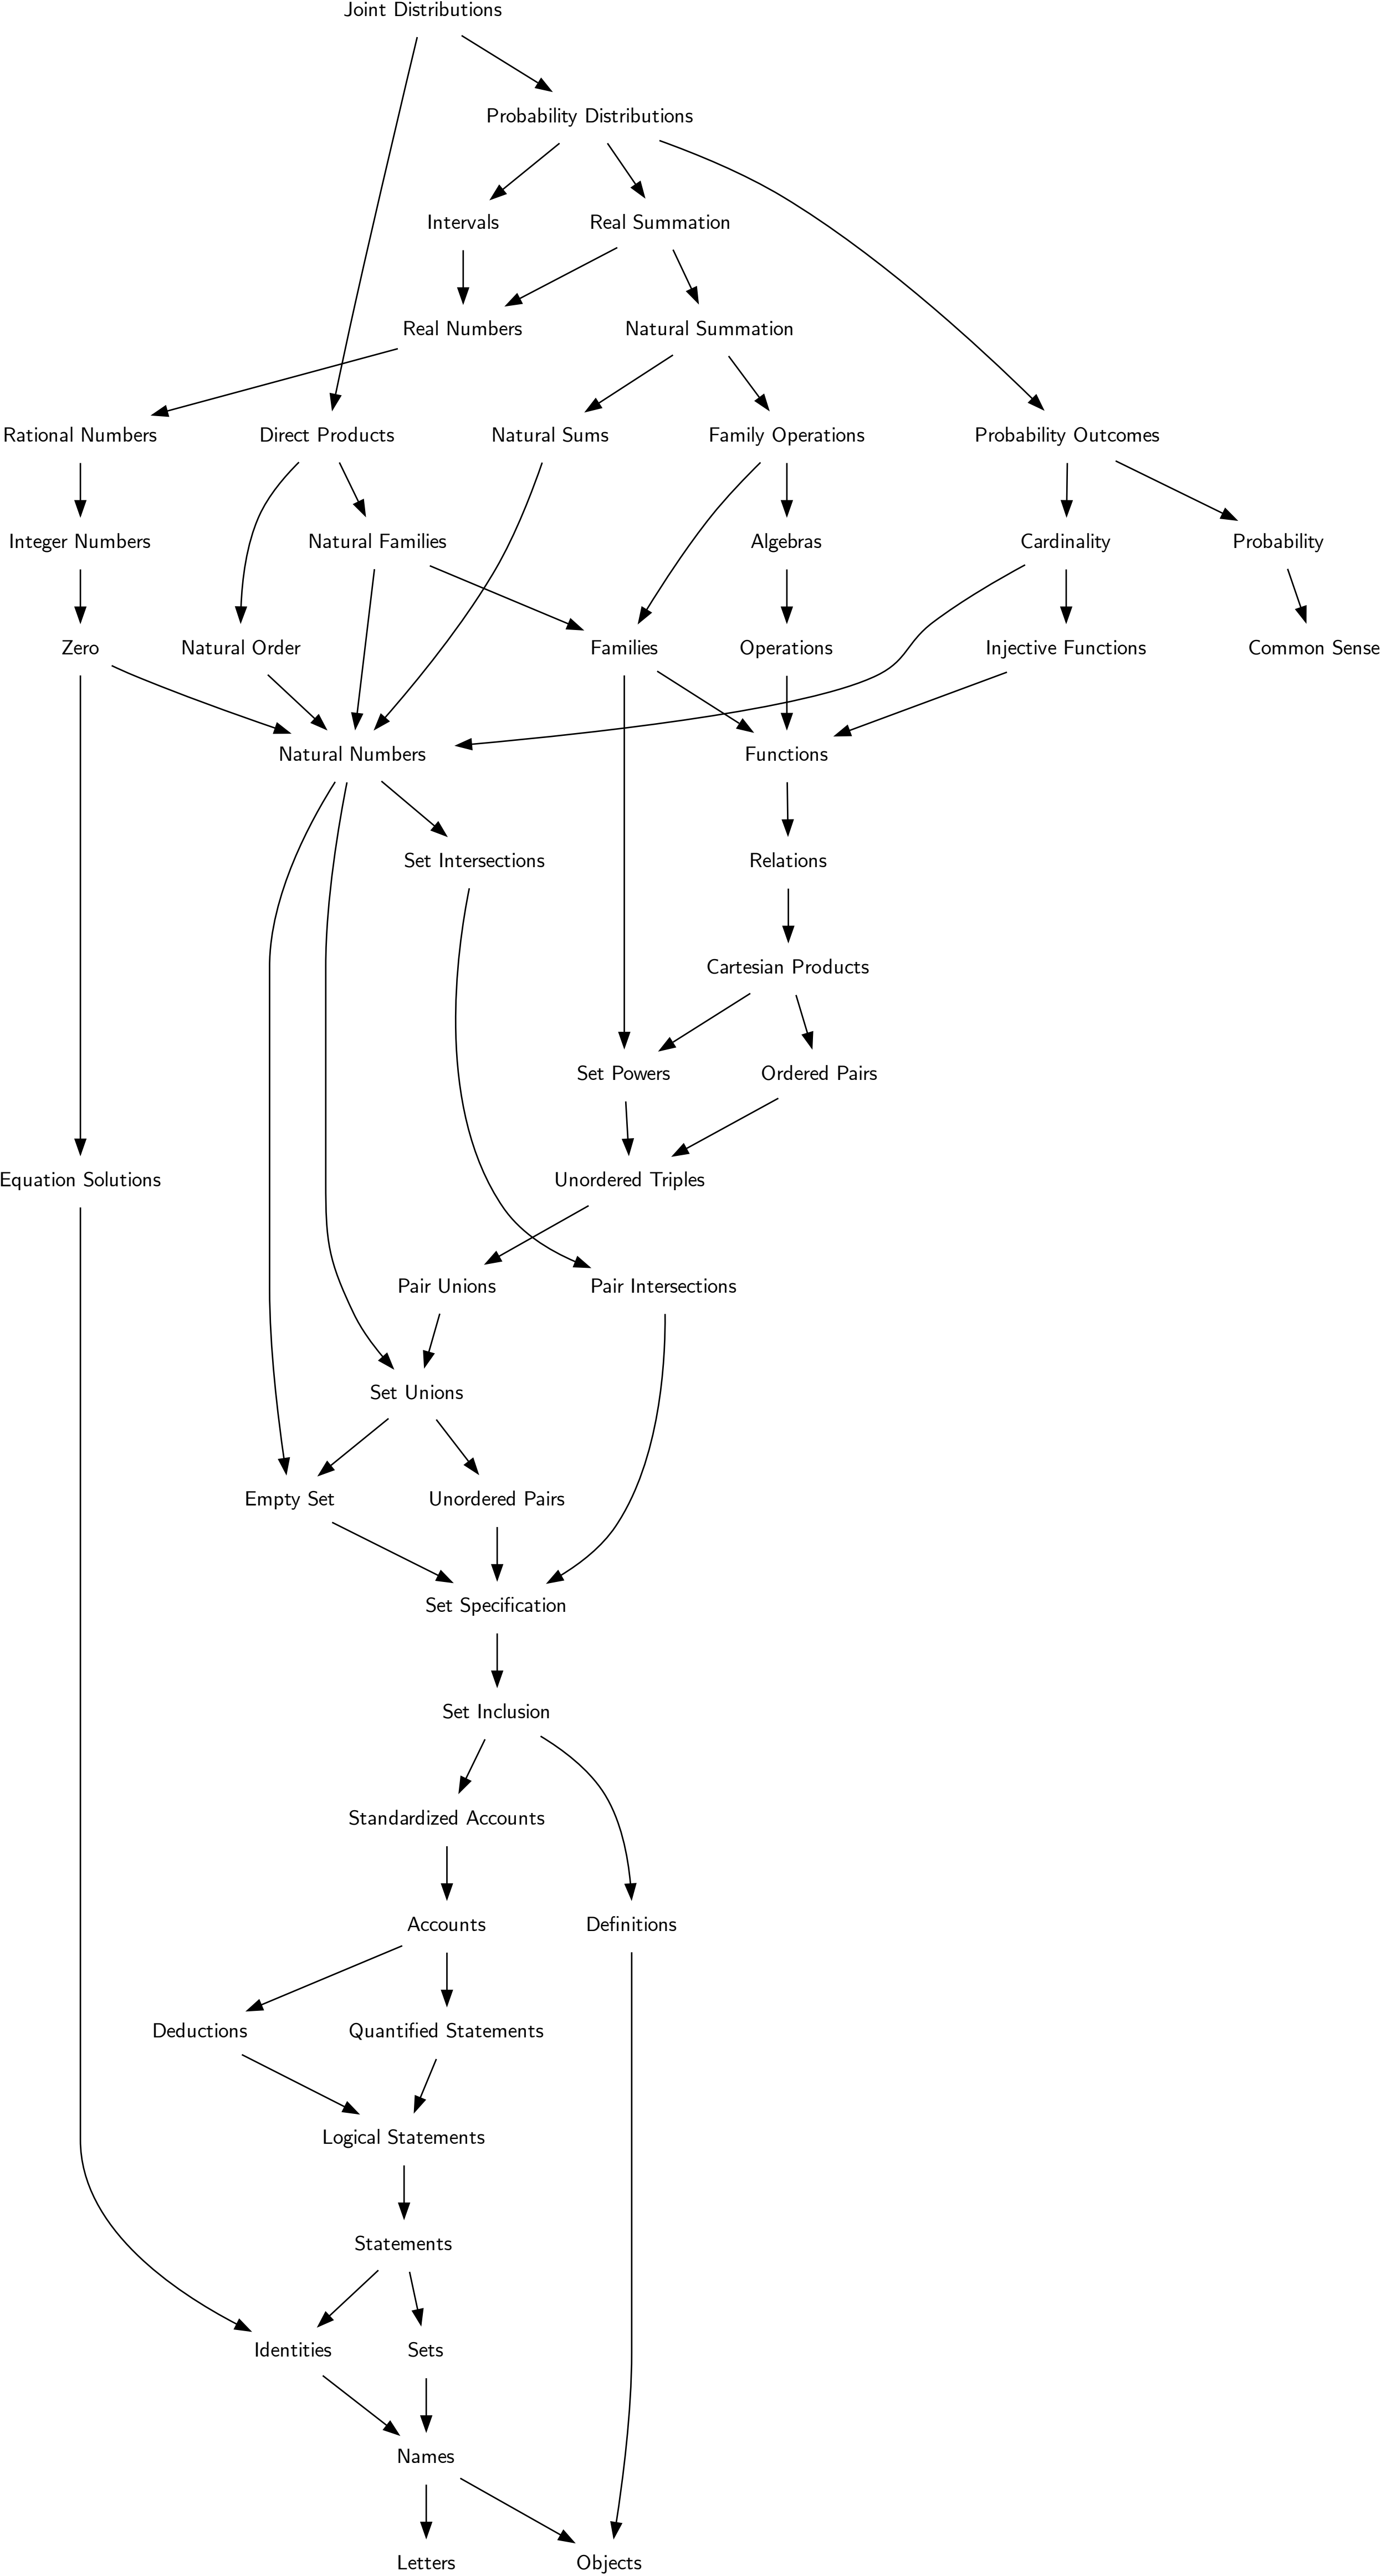 Joint Distributions
Probability Distributions
Intervals
Real Summation
Real Numbers
Natural Summation
Rational Numbers
Direct Products
Natural Sums
Family Operations
Probability Outcomes
Integer Numbers
Natural Families
Algebras
Cardinality
Probability
Zero
Natural Order
Families
Operations
Injective Functions
Common Sense
Natural Numbers
Functions
Set Intersections
Relations
Cartesian Products
Set Powers
Ordered Pairs
Equation Solutions
Unordered Triples
Pair Unions
Pair Intersections
Set Unions
Empty Set
Unordered Pairs
Set Specification
Set Inclusion
Standardized Accounts
Accounts
Definitions
Deductions
Quantified Statements
Logical Statements
Statements
Identities
Sets
Names
Letters
Objects